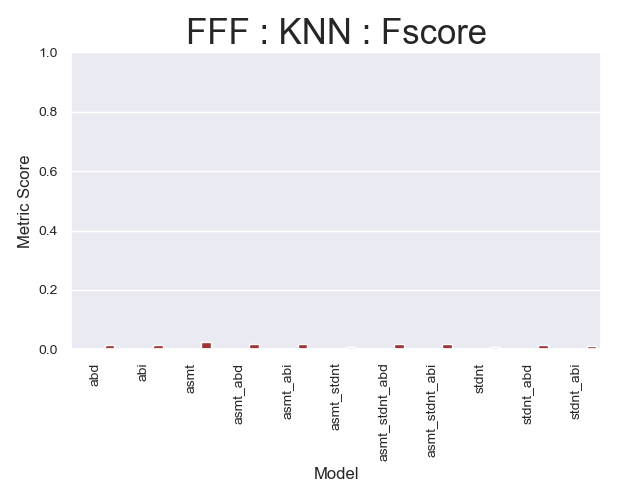 FFF : KNN : Fscore
1.0
0.8
0.6
0.4
0.2
0.0
Metric Score
abd
abi
asmt
asmt_abd
asmt_abi
asmt_stdnt
asmt_stdnt_abd
asmt_stdnt_abi
stdnt
stdnt_abd
stdnt_abi
Model